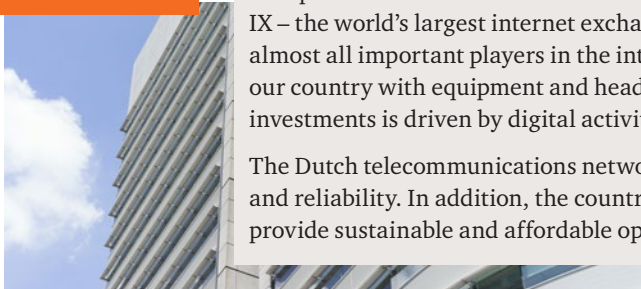 IX – the world’s largest internet excha
almost all important players in the int
our country with equipment and head
investments is driven by digital activi
The Dutch telecommunications netwo
and reliability. In addition, the countr
provide sustainable and affordable op